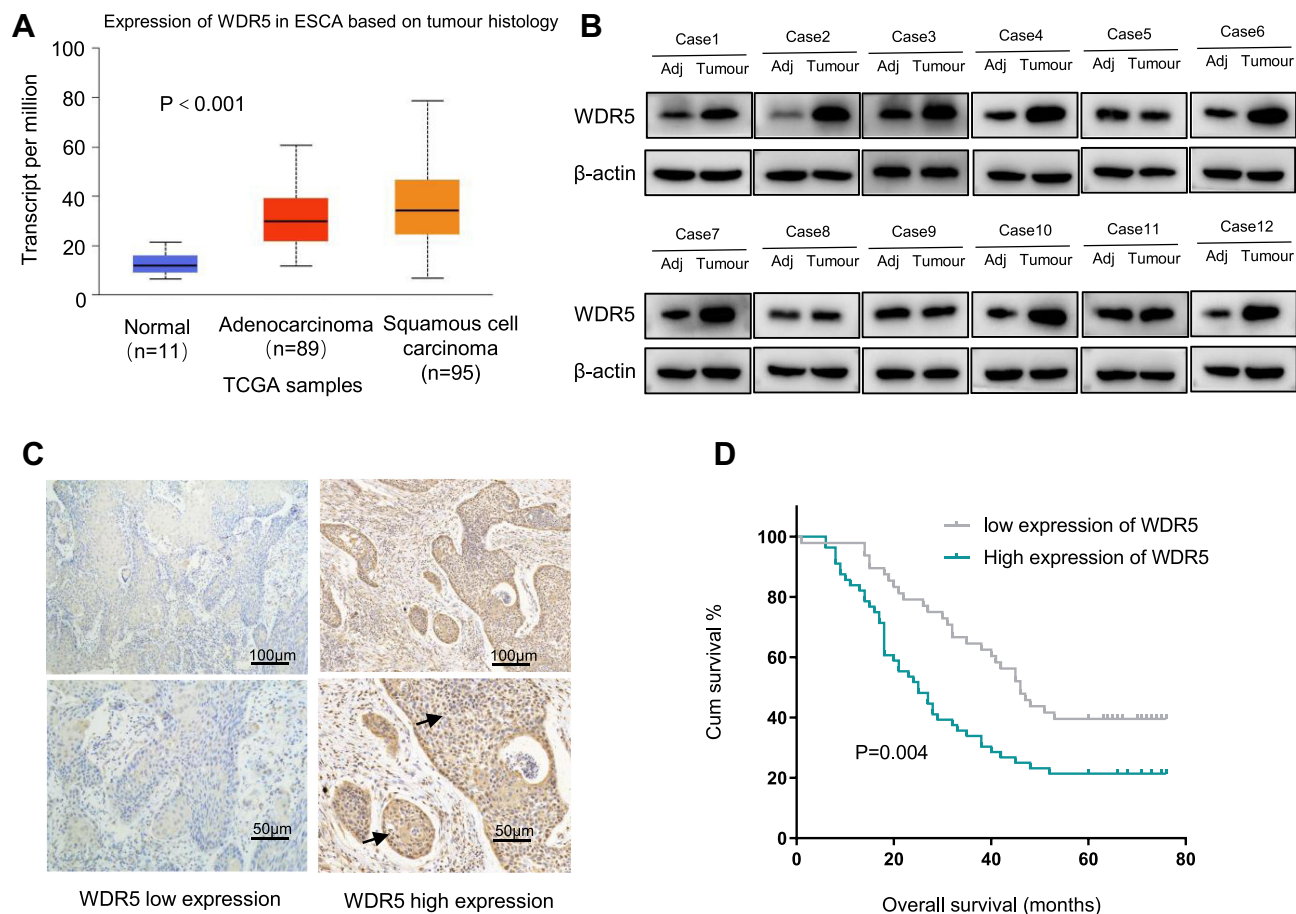 A
Expression of WDR5 in ESCA based on tumour histology
Transcript per million
100
80
60
40
20
0
P < 0.001
Normal
(n=11)
Adenocarcinoma
(n=89)
Squamous cell
carcinoma
(n=95)
TCGA samples
B
Case1 Case2 Case3 Case4 Case5 Case6
Adj Tumour Adj Tumour Adj Tumour Adj Tumour Adj Tumour Adj Tumour
WDR5
β-actin
Case7 Case8 Case9 Case10 Case11 Case12
Adj Tumour Adj Tumour Adj Tumour Adj Tumour Adj Tumour Adj Tumour
WDR5
β-actin
C
100μm 100μm
50μm 50μm
WDR5 low expression WDR5 high expression
D
low expression of WDR5
High expression of WDR5
Cum survival %
100
80
60
40
20
0
P=0.004
0 20 40 60 80
Overall survival (months)